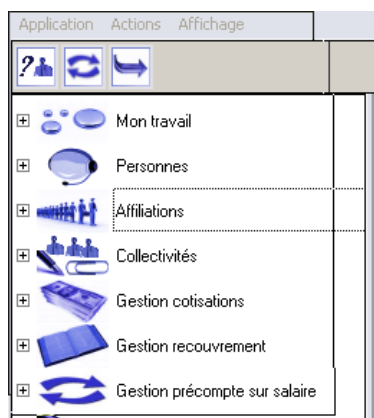 Application Actions Affichage
?
Mon travail
Personnes
Affiliations
Collectivités
Gestion cotisations
Gestion recouvrement
Gestion précompte sur salaire